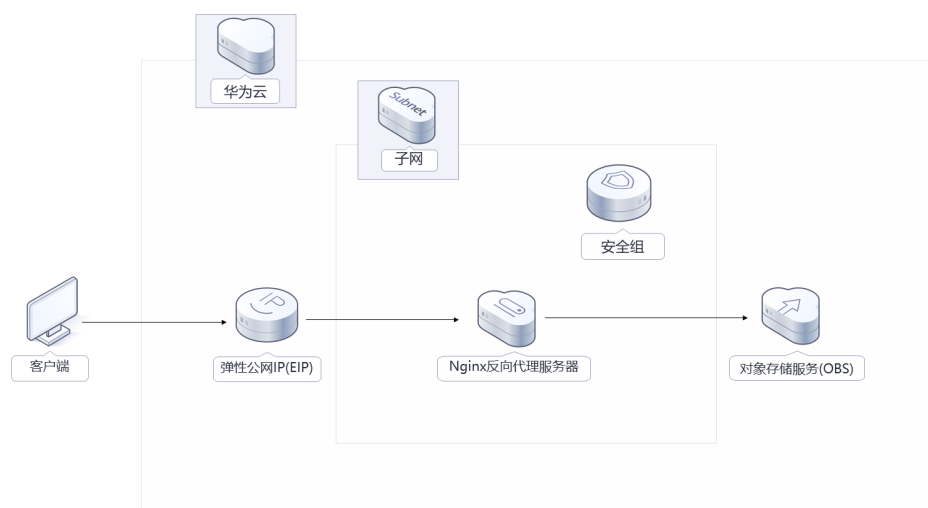 华为云
Subnet
子网
安全组
IP
客户端
弹性公网IP(EIP)
Nginx反向代理服务器
对象存储服务(OBS)